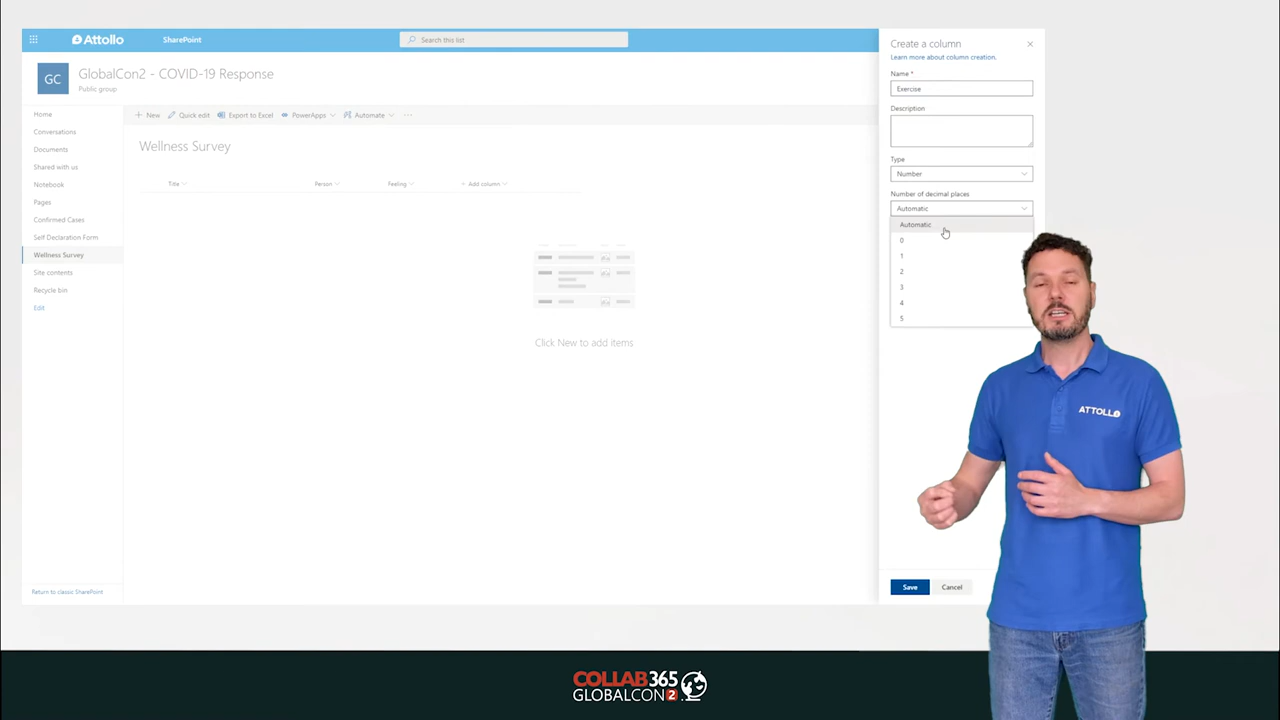 Attollo
SharePoint
Search this list
GC
GlobalCon2 - COVID-19 Response
Public group
Home
Conversations
Documents
Shared with us
Notebook
Pages
Confirmed Cases
Self Declaration Form
Wellness Survey
Site contents
Recycle bin
Edit
Return to classic SharePoint
New
Quick edit
Export to Excel
PowerApps
Automate
Wellness Survey
Title
Person
Feeling
Add column
Click New to add items
Create a column
Learn more about column creation.
Name *
Exercise
Description
Type
Number
Number of decimal places
Automatic
Automatic
0
1
2
3
4
5
Save
Cancel
ATTOLLO
COLLAB365
GLOBALCON2